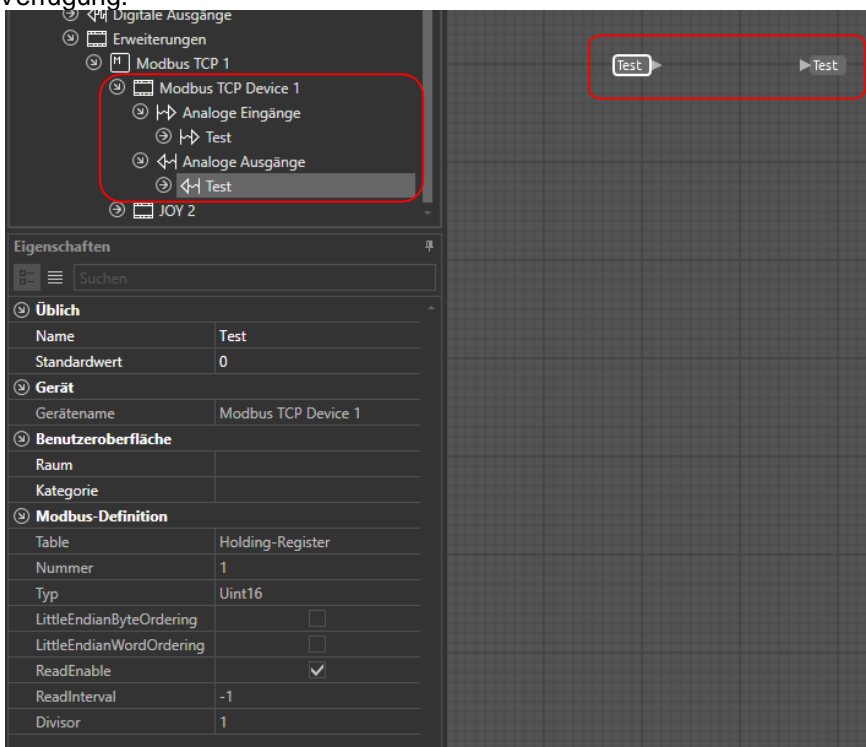 Verfügung.
Digitale Ausgänge
Erweiterungen
Modbus TCP 1
Modbus TCP Device 1
Analoge Eingänge
Test
Analoge Ausgänge
Test
JOY 2
Test Test
Eigenschaften
Suchen
Üblich
Name Test
Standardwert 0
Gerät
Gerätename Modbus TCP Device 1
Benutzeroberfläche
Raum
Kategorie
Modbus-Definition
Table Holding-Register
Nummer 1
Typ Uint16
LittleEndianByteOrdering
LittleEndianWordOrdering
ReadEnable
ReadInterval -1
Divisor 1